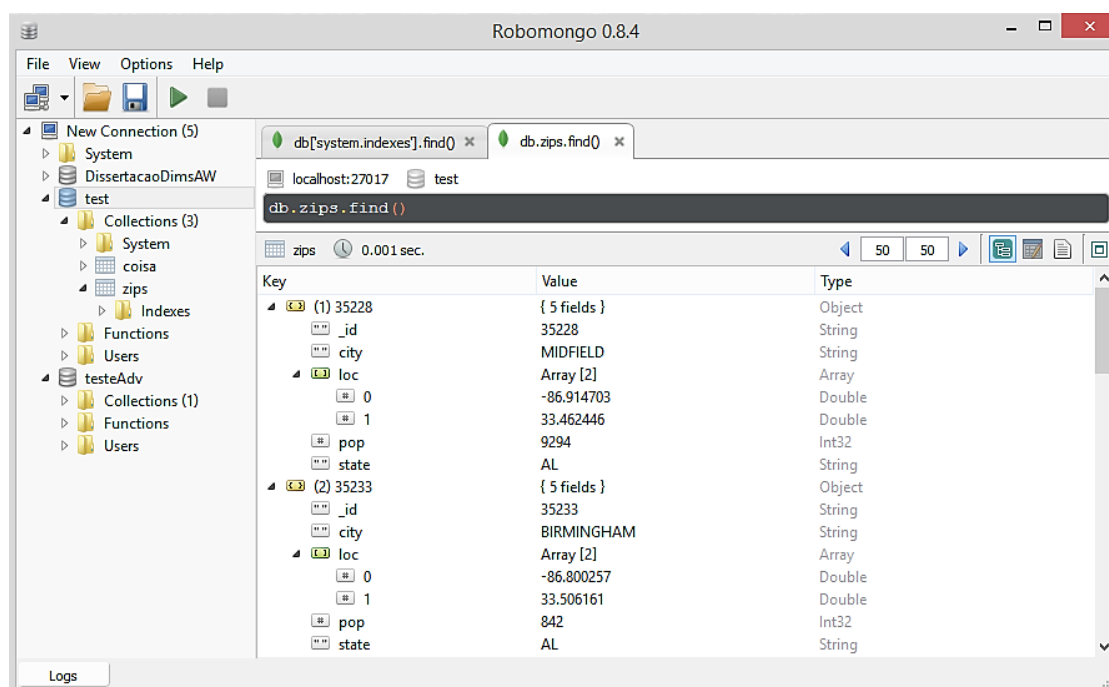 Robomongo 0.8.4
File View Options Help
New Connection (5)
System
DissertacaoDimsAW
test
Collections (3)
System
coisa
zips
Indexes
Functions
Users
testeAdv
Collections (1)
Functions
Users
db['system.indexes'].find() db.zips.find()
localhost:27017 test
db.zips.find()
zips 0.001 sec. 50 50
Key Value Type
{ } (1) 35228 { 5 fields } Object
"" _id 35228 String
"" city MIDFIELD String
[ ] loc Array [2] Array
# 0 -86.914703 Double
# 1 33.462446 Double
# pop 9294 Int32
"" state AL String
{ } (2) 35233 { 5 fields } Object
"" _id 35233 String
"" city BIRMINGHAM String
[ ] loc Array [2] Array
# 0 -86.800257 Double
# 1 33.506161 Double
# pop 842 Int32
"" state AL String
Logs